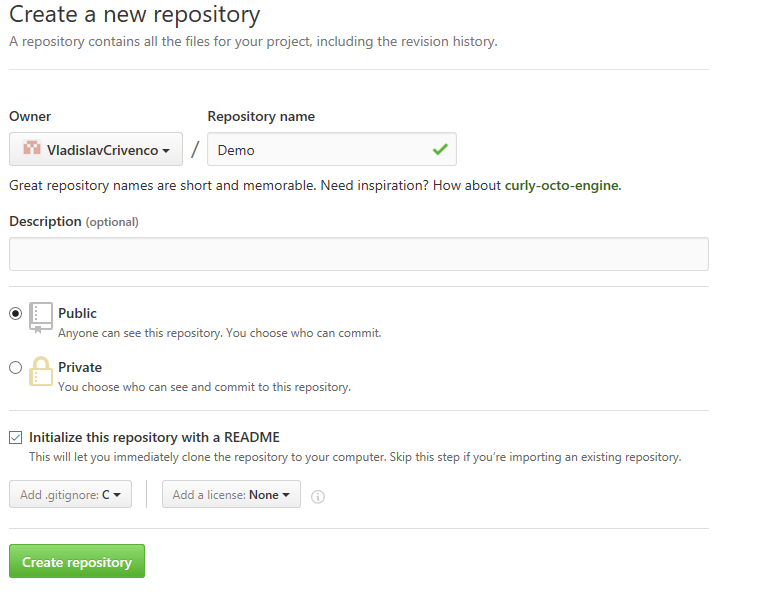 Create a new repository
A repository contains all the files for your project, including the revision history.
Owner
Repository name
VladislavCrivenco
/
Demo
Great repository names are short and memorable. Need inspiration? How about curly-octo-engine.
Description (optional)
Public
Anyone can see this repository. You choose who can commit.
Private
You choose who can see and commit to this repository.
Initialize this repository with a README
This will let you immediately clone the repository to your computer. Skip this step if you're importing an existing repository.
Add .gitignore: C
Add a license: None
Create repository